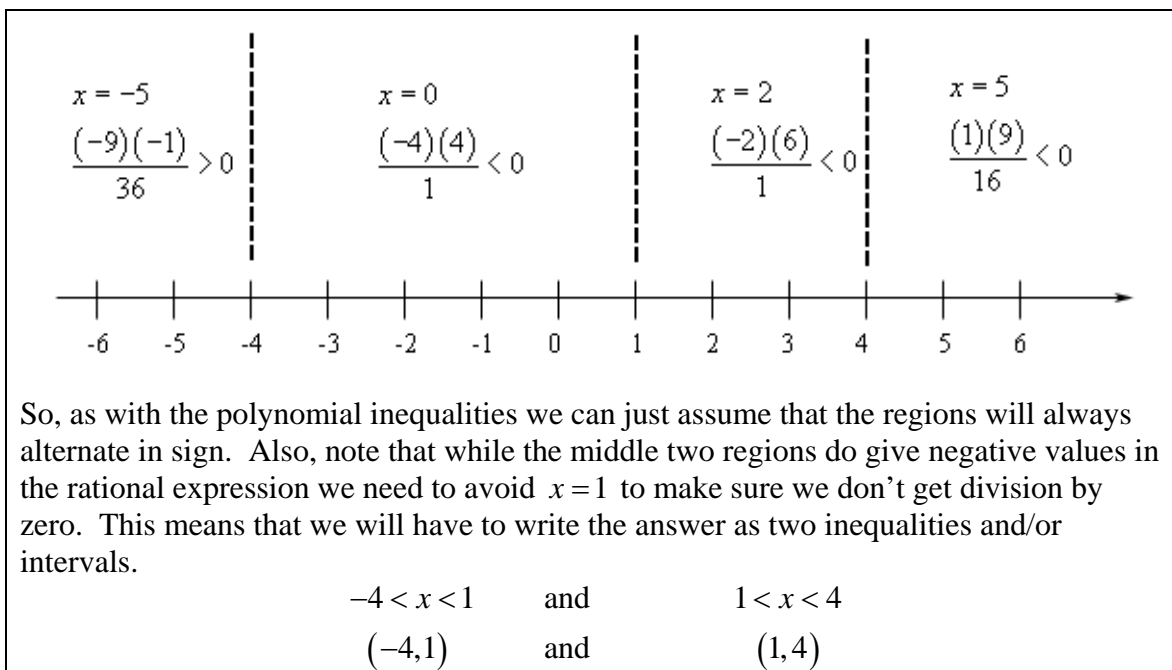 x = −5 x = 0 x = 2 x = 5
(−9)(−1)/36 > 0 (−4)(4)/1 < 0 (−2)(6)/1 < 0 (1)(9)/16 < 0
-6 -5 -4 -3 -2 -1 0 1 2 3 4 5 6
So, as with the polynomial inequalities we can just assume that the regions will always
alternate in sign. Also, note that while the middle two regions do give negative values in
the rational expression we need to avoid x = 1 to make sure we don’t get division by
zero. This means that we will have to write the answer as two inequalities and/or
intervals.
−4 < x < 1 and 1 < x < 4
(−4,1) and (1,4)